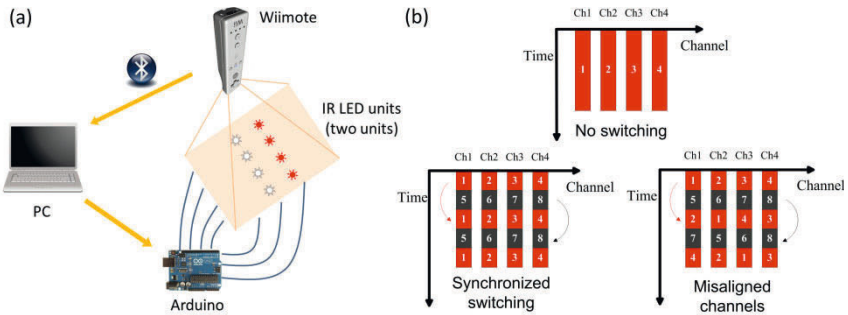 (a)
Wiimote
IR LED units
(two units)
PC
Arduino
(b)
Ch1 Ch2 Ch3 Ch4
Time
Channel
1 2 3 4
No switching
Ch1 Ch2 Ch3 Ch4
Time
Channel
1 2 3 4
5 6 7 8
1 2 3 4
5 6 7 8
1 2 3 4
Synchronized
switching
Ch1 Ch2 Ch3 Ch4
Time
Channel
1 2 3 4
5 6 7 8
2 1 4 3
7 5 6 8
4 2 1 3
Misaligned
channels